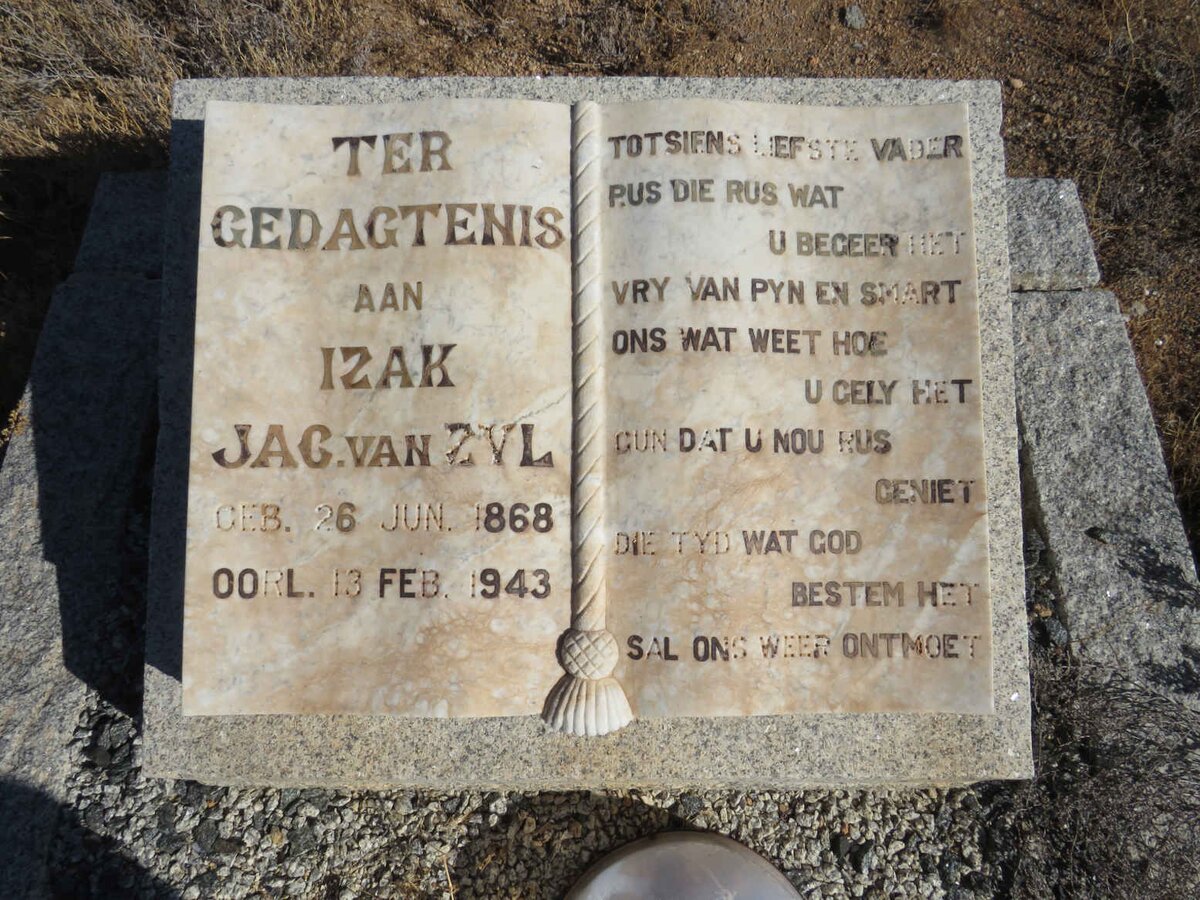 TER
GEDAGTENIS
AAN
IZAK
JAC. VAN ZYL
GEB. 26 JUN. 1868
OORL. 13 FEB. 1943
TOTSIENS LIEFSTE VADER
RUS DIE RUS WAT
U BEGEER HET
VRY VAN PYN EN SMART
ONS WAT WEET HOE
U GELY HET
GUN DAT U NOU RUS
GENIET
DIE TYD WAT GOD
BESTEM HET
SAL ONS WEER ONTMOET